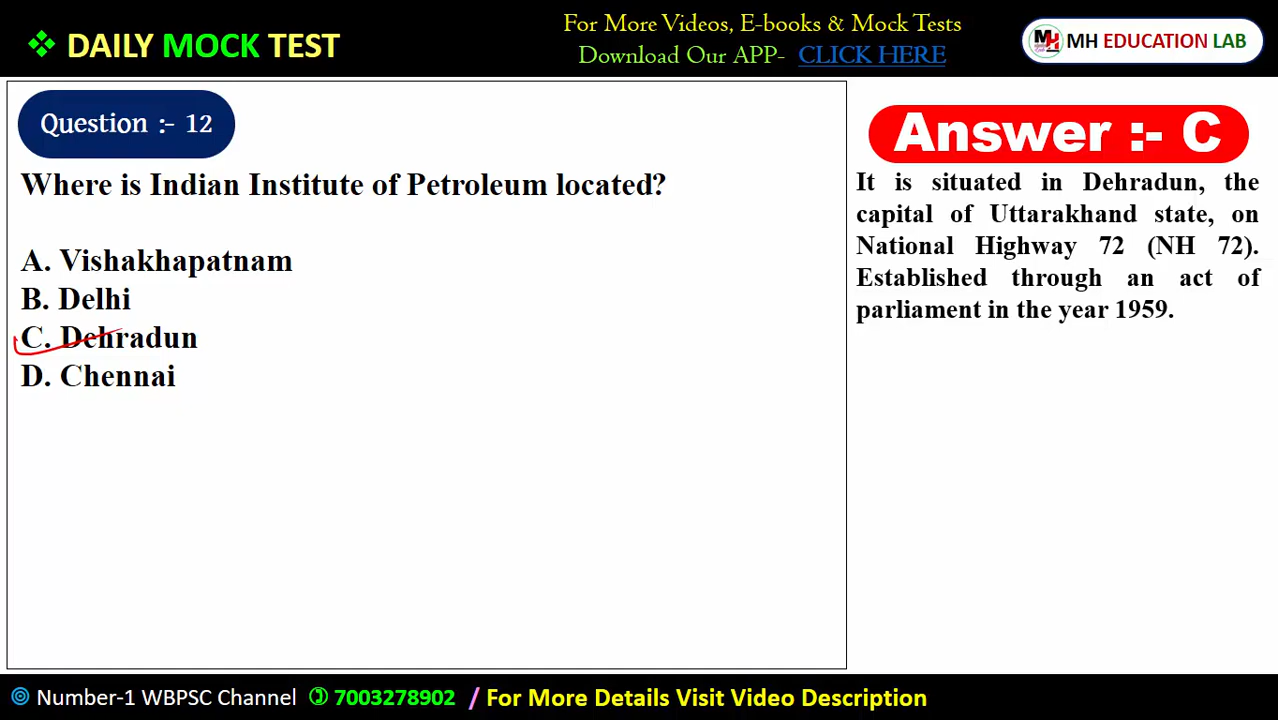 DAILY MOCK TEST
For More Videos, E-books & Mock Tests
Download Our APP- CLICK HERE
MH EDUCATION LAB
Question :- 12
Where is Indian Institute of Petroleum located?
A. Vishakhapatnam
B. Delhi
C. Dehradun
D. Chennai
Answer :- C
It is situated in Dehradun, the
capital of Uttarakhand state, on
National Highway 72 (NH 72).
Established through an act of
parliament in the year 1959.
Number-1 WBPSC Channel 7003278902 / For More Details Visit Video Description